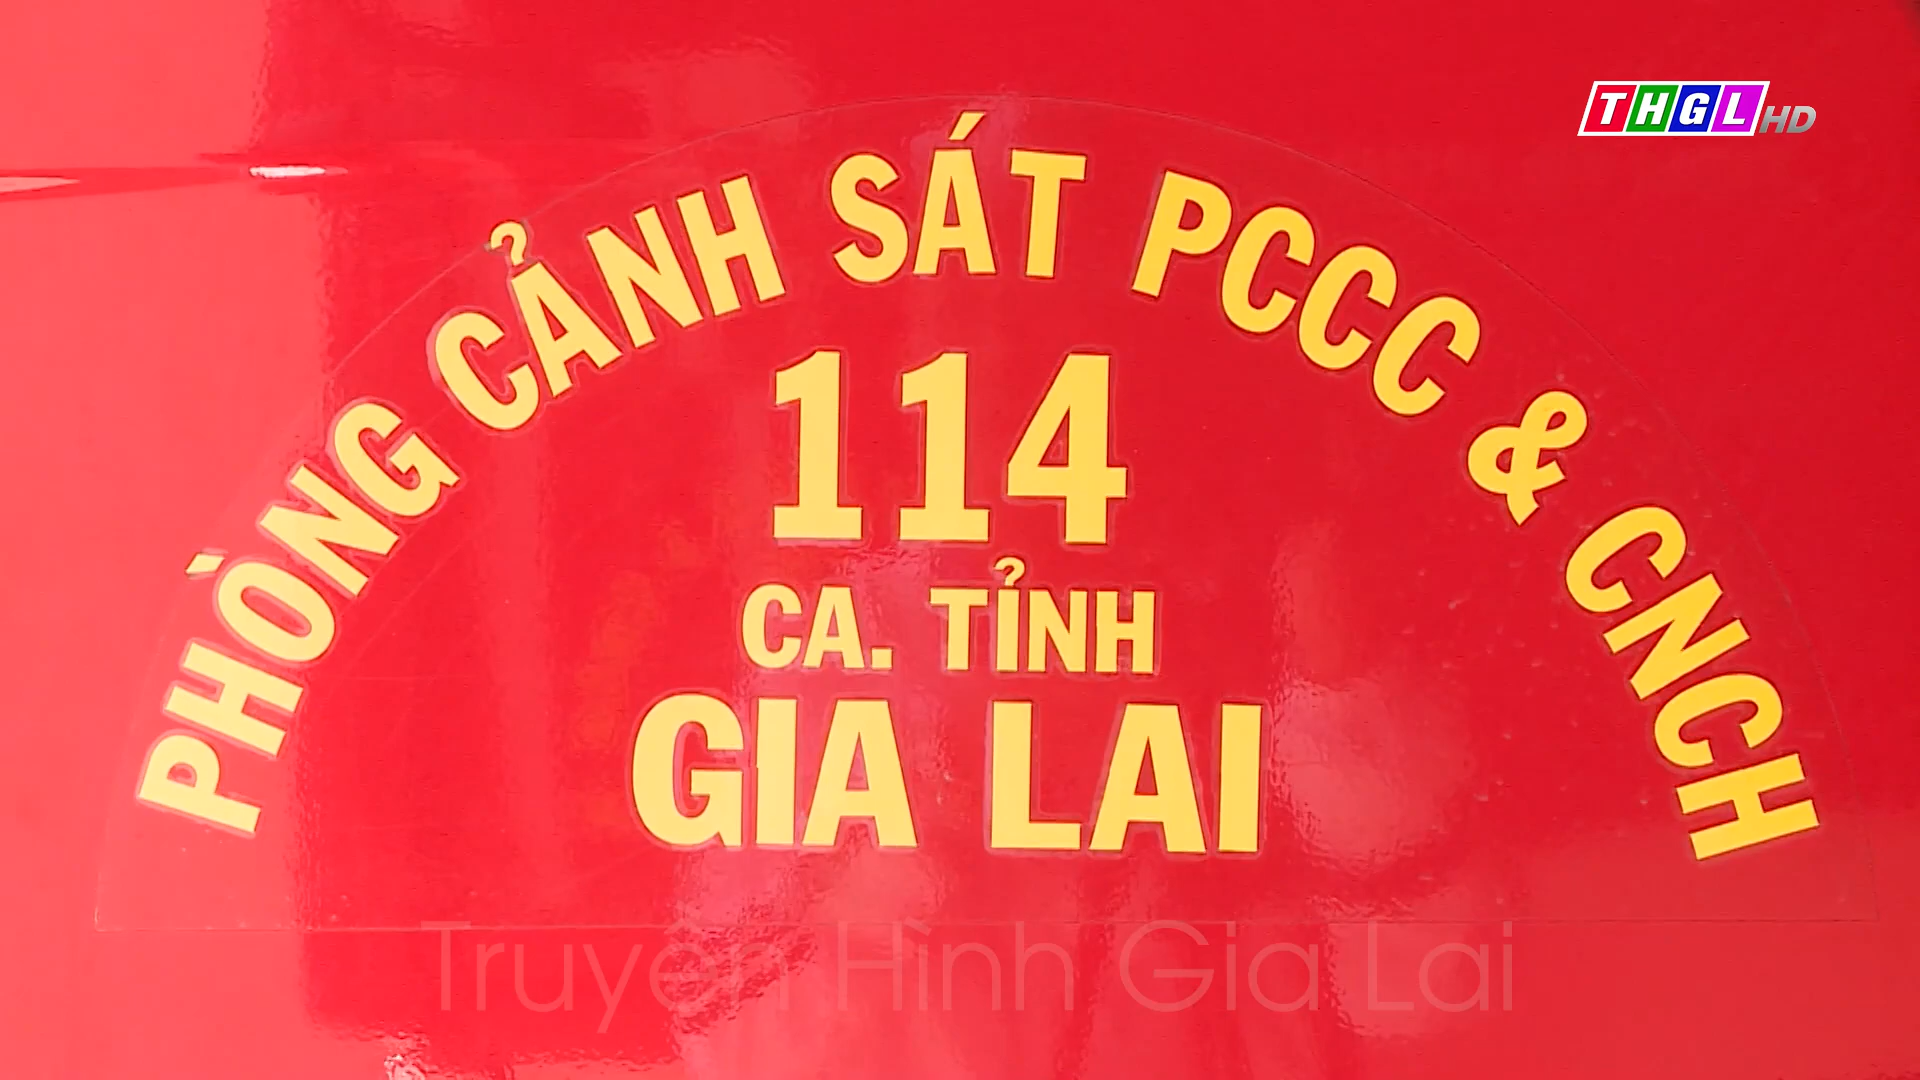 THGL HD
PHÒNG CẢNH SÁT PCCC & CNCH
114
CA. TỈNH
GIA LAI
Truyền Hình Gia Lai